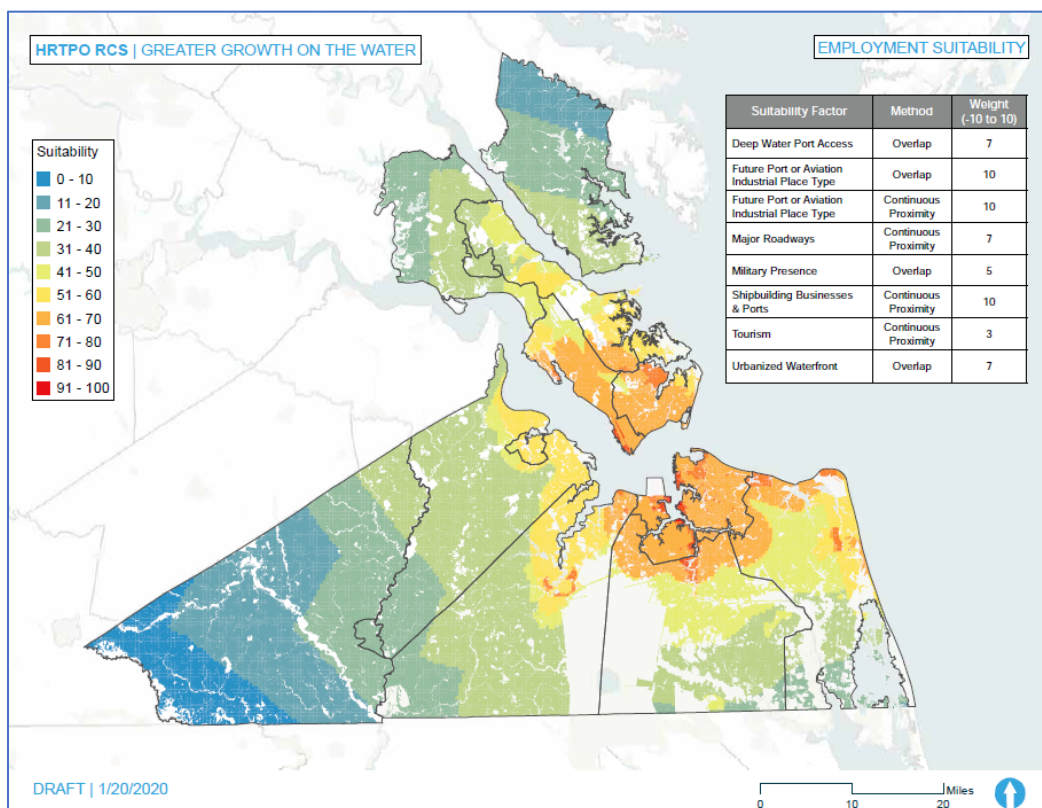 HRTPO RCS | GREATER GROWTH ON THE WATER
EMPLOYMENT SUITABILITY
Suitability Factor Method Weight
(-10 to 10)
Deep Water Port Access Overlap 7
Future Port or Aviation
Industrial Place Type Overlap 10
Future Port or Aviation
Industrial Place Type Continuous
Proximity 10
Major Roadways Continuous
Proximity 7
Military Presence Overlap 5
Shipbuilding Businesses
& Ports Continuous
Proximity 10
Tourism Continuous
Proximity 3
Urbanized Waterfront Overlap 7
Suitability
0 - 10
11 - 20
21 - 30
31 - 40
41 - 50
51 - 60
61 - 70
71 - 80
81 - 90
91 - 100
DRAFT | 1/20/2020
Miles
0 10 20